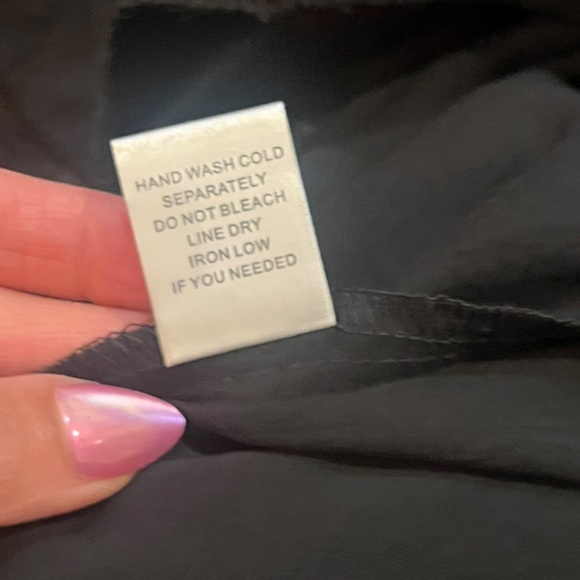 HAND WASH COLD
SEPARATELY
DO NOT BLEACH
LINE DRY
IRON LOW
IF YOU NEEDED